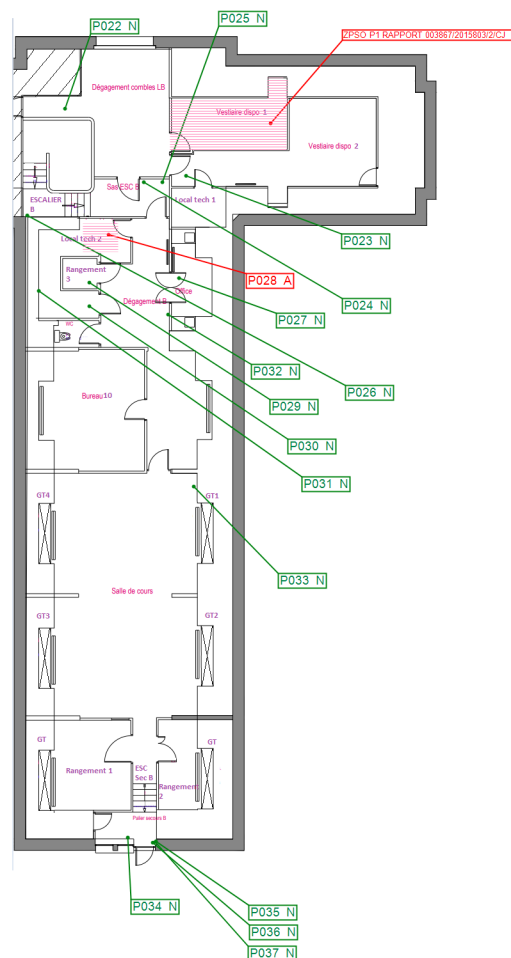 P025 N
P022 N
ZPSO P1 RAPPORT 003867/2015803/2/CJ
Dégagement combles LB
Vestiaire dispo 1
Vestiaire dispo 2
Sas ESC B
ESCALIER
B
Local tech 1
P023 N
Local tech 2
Rangement
3
P028 A
Office
Dégagement B
P024 N
P027 N
WC
P032 N
P026 N
Bureau 10
P029 N
P030 N
P031 N
GT4
GT1
P033 N
Salle de cours
GT3
GT2
GT
GT
Rangement 1
ESC
Sec B
Rangement
2
Palier secours B
P034 N
P035 N
P036 N
P037 N